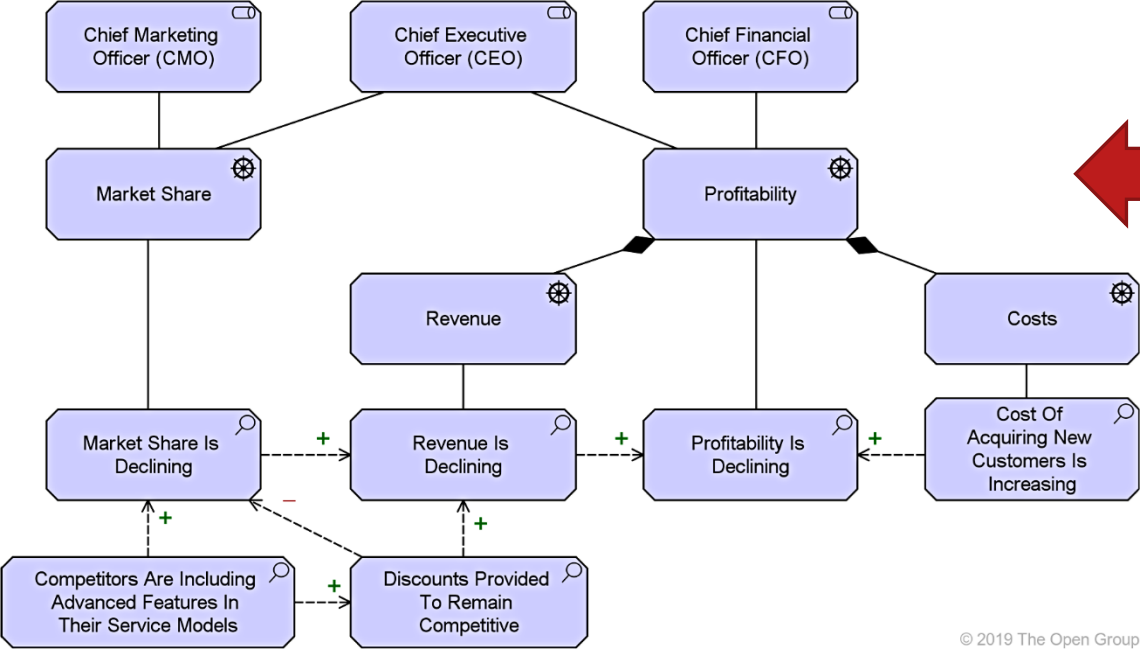 Chief Marketing
Officer (CMO)
Chief Executive
Officer (CEO)
Chief Financial
Officer (CFO)
Market Share
Profitability
Revenue
Costs
Market Share Is
Declining
+
Revenue Is
Declining
+
Profitability Is
Declining
+
Cost Of
Acquiring New
Customers Is
Increasing
+
−
+
Competitors Are Including
Advanced Features In
Their Service Models
+
Discounts Provided
To Remain
Competitive
© 2019 The Open Group